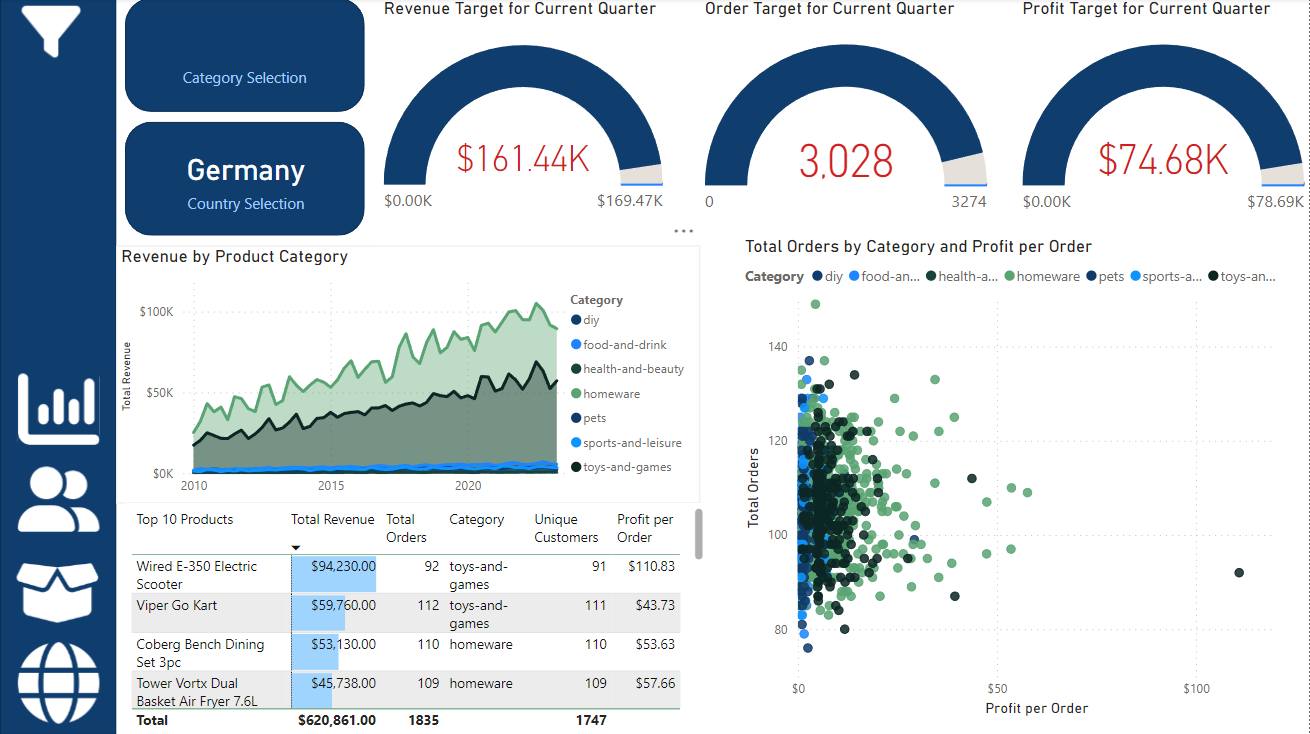 Revenue Target for Current Quarter
Order Target for Current Quarter
Profit Target for Current Quarter
Category Selection
Germany
Country Selection
$161.44K
$0.00K
$169.47K
3,028
0
3274
$74.68K
$0.00K
$78.69K
Revenue by Product Category
Total Revenue
$100K
$50K
$0K
2010
2015
2020
Category
diy
food-and-drink
health-and-beauty
homeware
pets
sports-and-leisure
toys-and-games
Total Orders by Category and Profit per Order
Category diy food-an... health-a... homeware pets sports-a... toys-an...
Total Orders
140
120
100
80
$0
$50
$100
Profit per Order
Top 10 Products Total Revenue Total Orders Category Unique Customers Profit per Order
Wired E-350 Electric Scooter $94,230.00 92 toys-and-games 91 $110.83
Viper Go Kart $59,760.00 112 toys-and-games 111 $43.73
Coberg Bench Dining Set 3pc $53,130.00 110 homeware 110 $53.63
Tower Vortx Dual Basket Air Fryer 7.6L $45,738.00 109 homeware 109 $57.66
Total $620,861.00 1835 1747